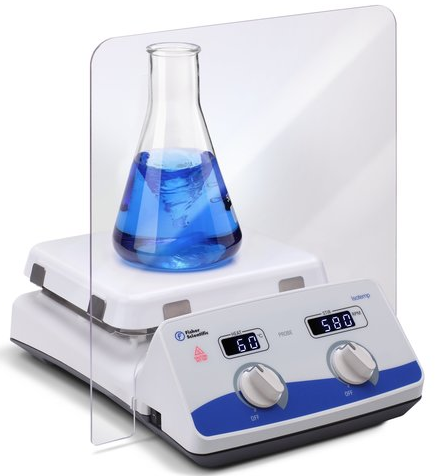 Isotemp
Fisher
Scientific
HEAT
60
°C
PROBE
STIR
580
RPM
OFF
OFF